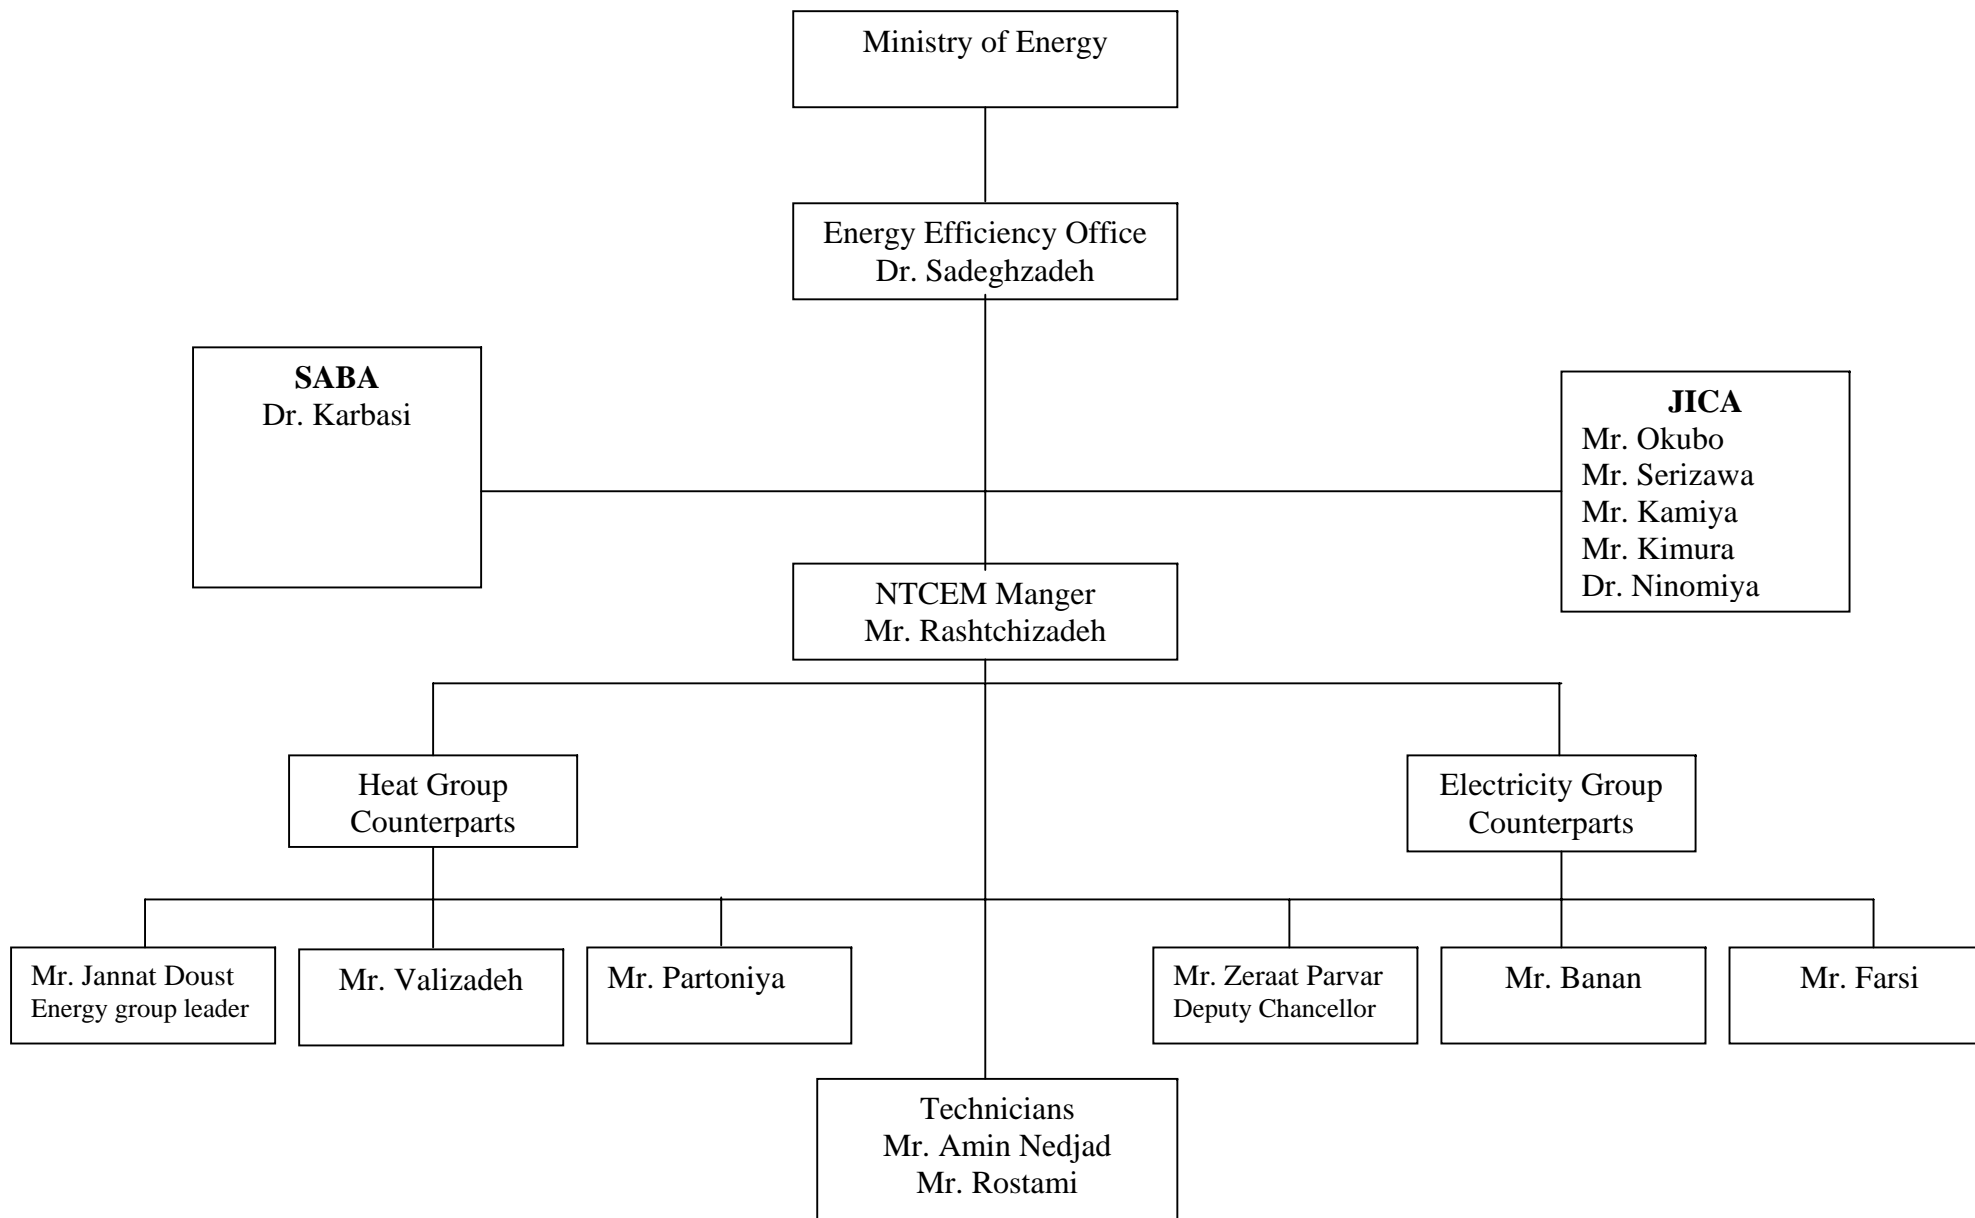 Ministry of Energy
Energy Efficiency Office
Dr. Sadeghzadeh
SABA
Dr. Karbasi
JICA
Mr. Okubo
Mr. Serizawa
Mr. Kamiya
Mr. Kimura
Dr. Ninomiya
NTCEM Manger
Mr. Rashtchizadeh
Heat Group
Counterparts
Electricity Group
Counterparts
Mr. Jannat Doust
Energy group leader
Mr. Valizadeh
Mr. Partoniya
Mr. Zeraat Parvar
Deputy Chancellor
Mr. Banan
Mr. Farsi
Technicians
Mr. Amin Nedjad
Mr. Rostami